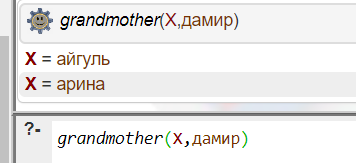 grandmother(X,дамир)
X = айгуль
X = арина
?- grandmother(X,дамир)